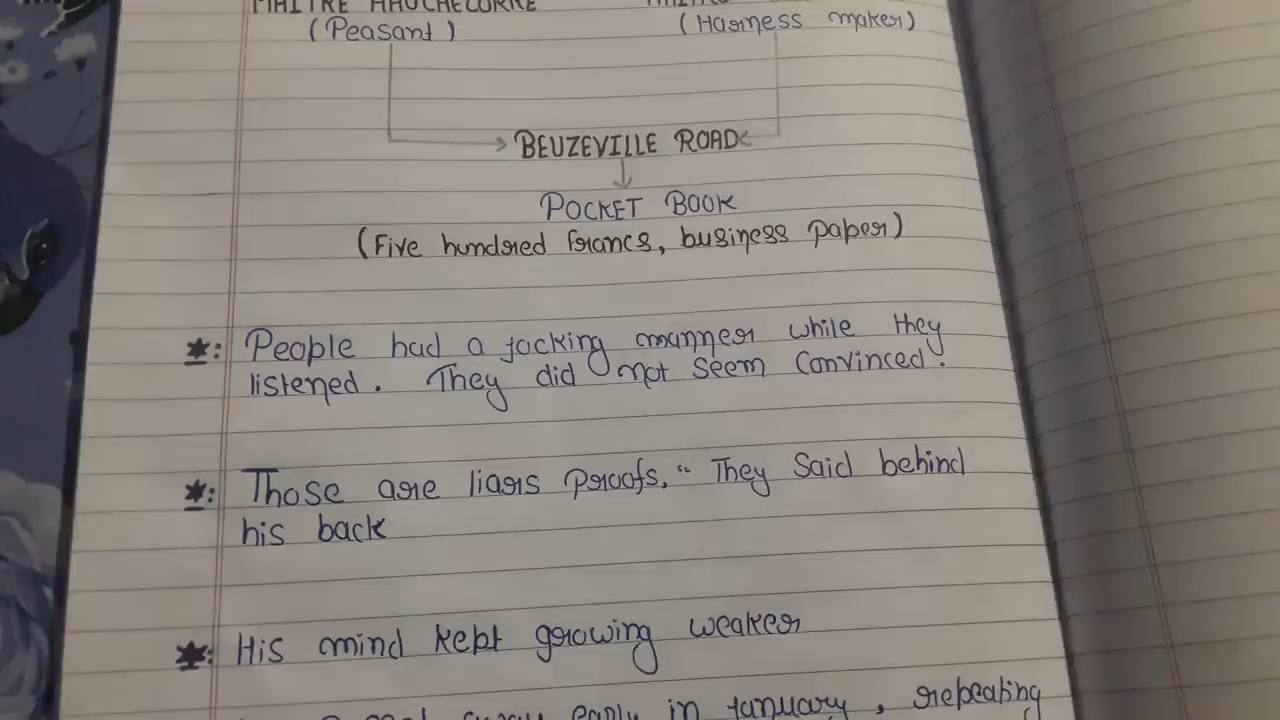 MAITRE HAUCHECORNE
(Peasant) (Harness maker)
BEUZEVILLE ROAD
POCKET BOOK
(Five hundred francs, business paper)
*: People had a jocking manner while they
listened. They did not seem convinced!
*: Those are liars proofs," They said behind
his back
*: His mind kept growing weaker
early in January, repeating